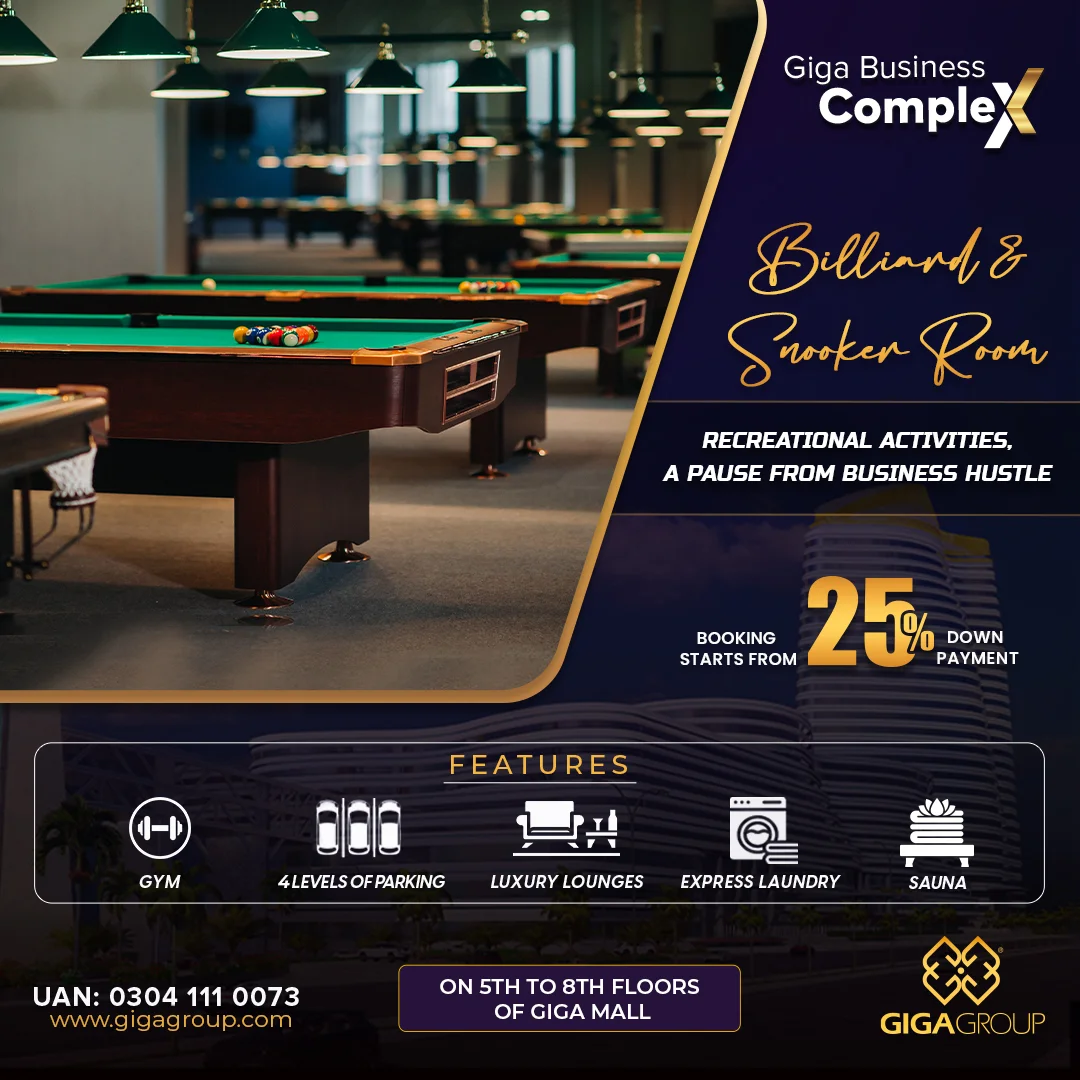 Giga Business
CompleX
Billiard &
Snooker Room
RECREATIONAL ACTIVITIES,
A PAUSE FROM BUSINESS HUSTLE
BOOKING
STARTS FROM
25%
DOWN
PAYMENT
FEATURES
GYM
4 LEVELS OF PARKING
LUXURY LOUNGES
EXPRESS LAUNDRY
SAUNA
UAN: 0304 111 0073
www.gigagroup.com
ON 5TH TO 8TH FLOORS
OF GIGA MALL
®
GIGAGROUP